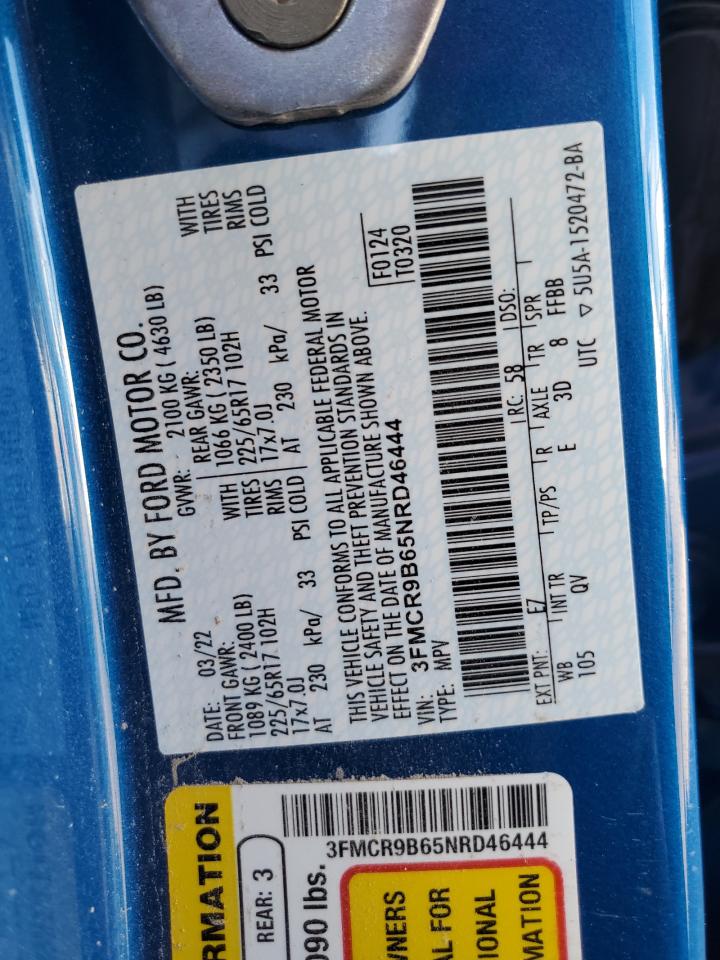 MFD. BY FORD MOTOR CO.
DATE: 03/22 GVWR: 2100 KG ( 4630 LB)
FRONT GAWR: REAR GAWR:
1089 KG ( 2400 LB) WITH 1066 KG ( 2350 LB) WITH
225/65R17 102H TIRES 225/65R17 102H TIRES
17x7.0J RIMS 17x7.0J RIMS
AT 230 kPa/ 33 PSI COLD AT 230 kPa/ 33 PSI COLD
THIS VEHICLE CONFORMS TO ALL APPLICABLE FEDERAL MOTOR
VEHICLE SAFETY AND THEFT PREVENTION STANDARDS IN
EFFECT ON THE DATE OF MANUFACTURE SHOWN ABOVE.
VIN: 3FMCR9B65NRD46444
TYPE: MPV
F0124
T0320
EXT PNT: E7 RC: 58 DSO:
WB INT TR TP/PS R AXLE TR SPR
105 QV E 3D 8 FFBB
UTC ▽ 5U5A-1520472-BA
RMATION
REAR: 3
090 lbs.
3FMCR9B65NRD46444
WNERS
AL FOR
IONAL
MATION